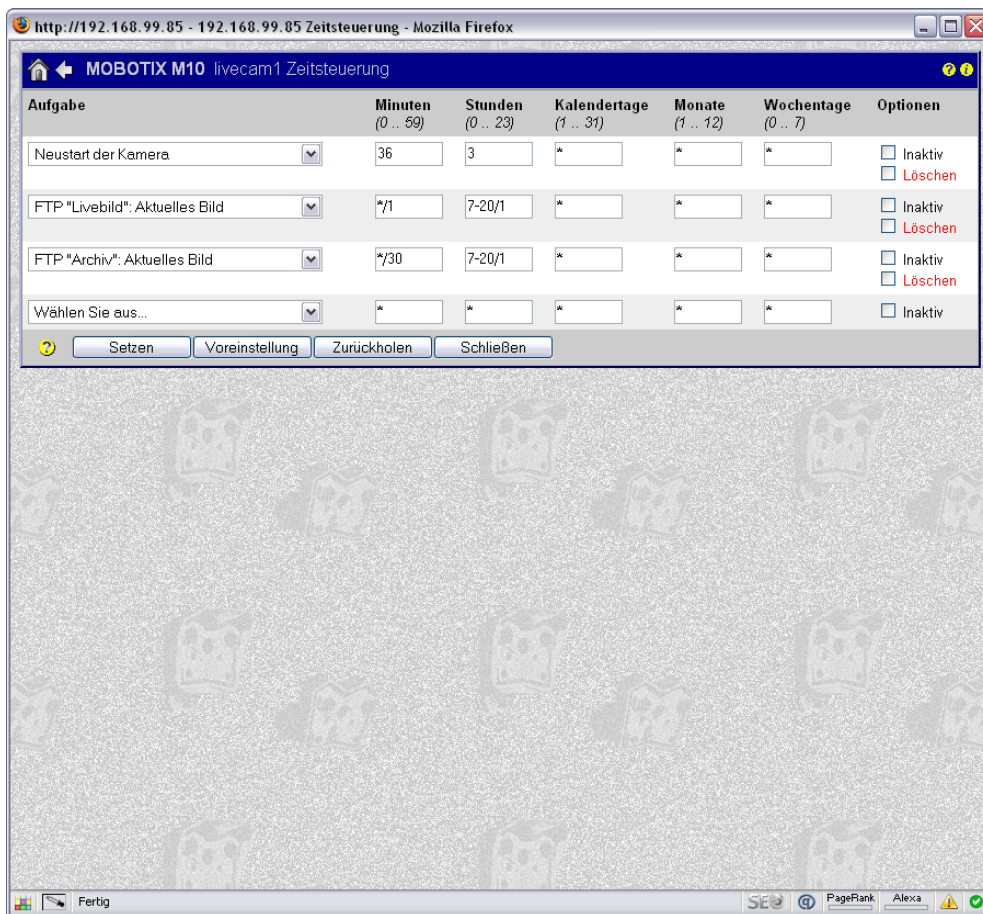 http://192.168.99.85 - 192.168.99.85 Zeitsteuerung - Mozilla Firefox
MOBOTIX M10 livecam1 Zeitsteuerung
Aufgabe Minuten Stunden Kalendertage Monate Wochentage Optionen
(0 .. 59) (0 .. 23) (1 .. 31) (1 .. 12) (0 .. 7)
Neustart der Kamera 36 3 * * * Inaktiv
Löschen
FTP "Livebild": Aktuelles Bild */1 7-20/1 * * * Inaktiv
Löschen
FTP "Archiv": Aktuelles Bild */30 7-20/1 * * * Inaktiv
Löschen
Wählen Sie aus... * * * * * Inaktiv
? Setzen Voreinstellung Zurückholen Schließen
Fertig SEO @ PageRank Alexa